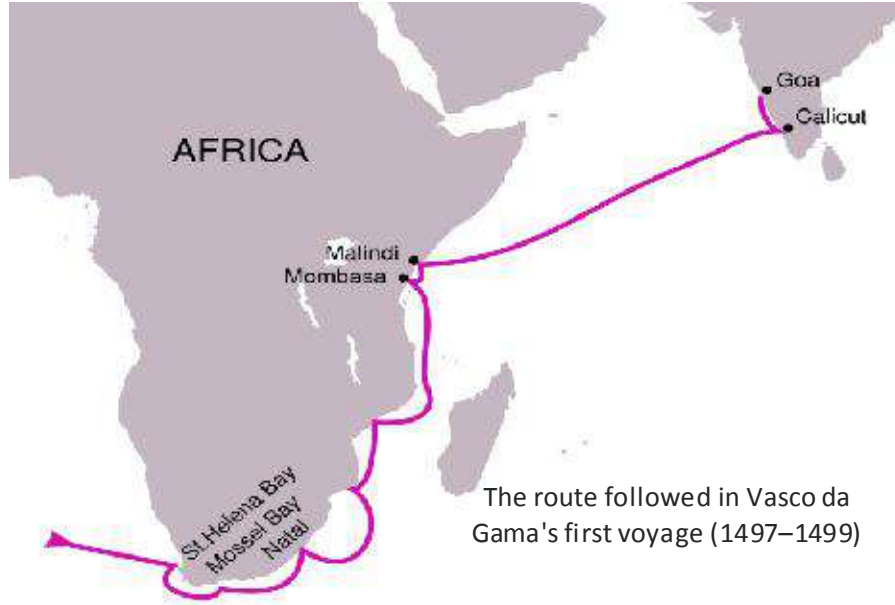 Goa
Calicut
AFRICA
Malindi
Mombasa
St.Helena Bay
Mossel Bay
Natal
The route followed in Vasco da
Gama's first voyage (1497–1499)